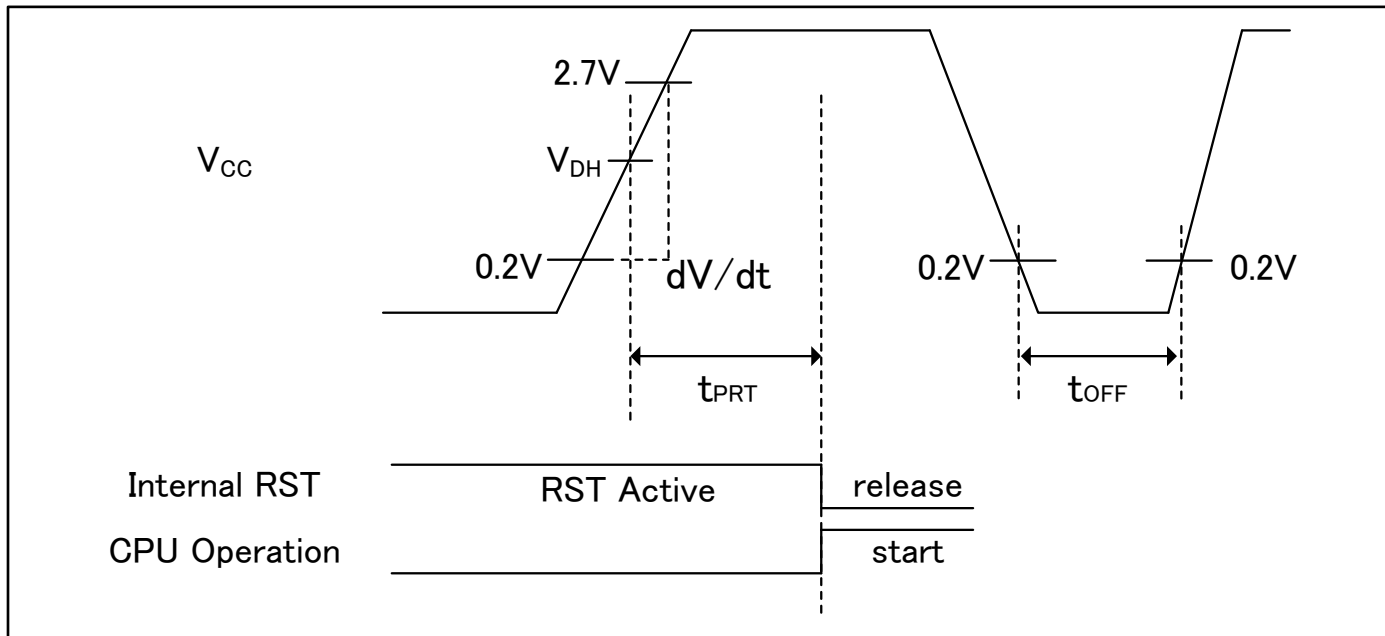 2.7V
VCC
VDH
0.2V
dV/dt
0.2V
0.2V
tPRT
tOFF
Internal RST
RST Active
release
CPU Operation
start